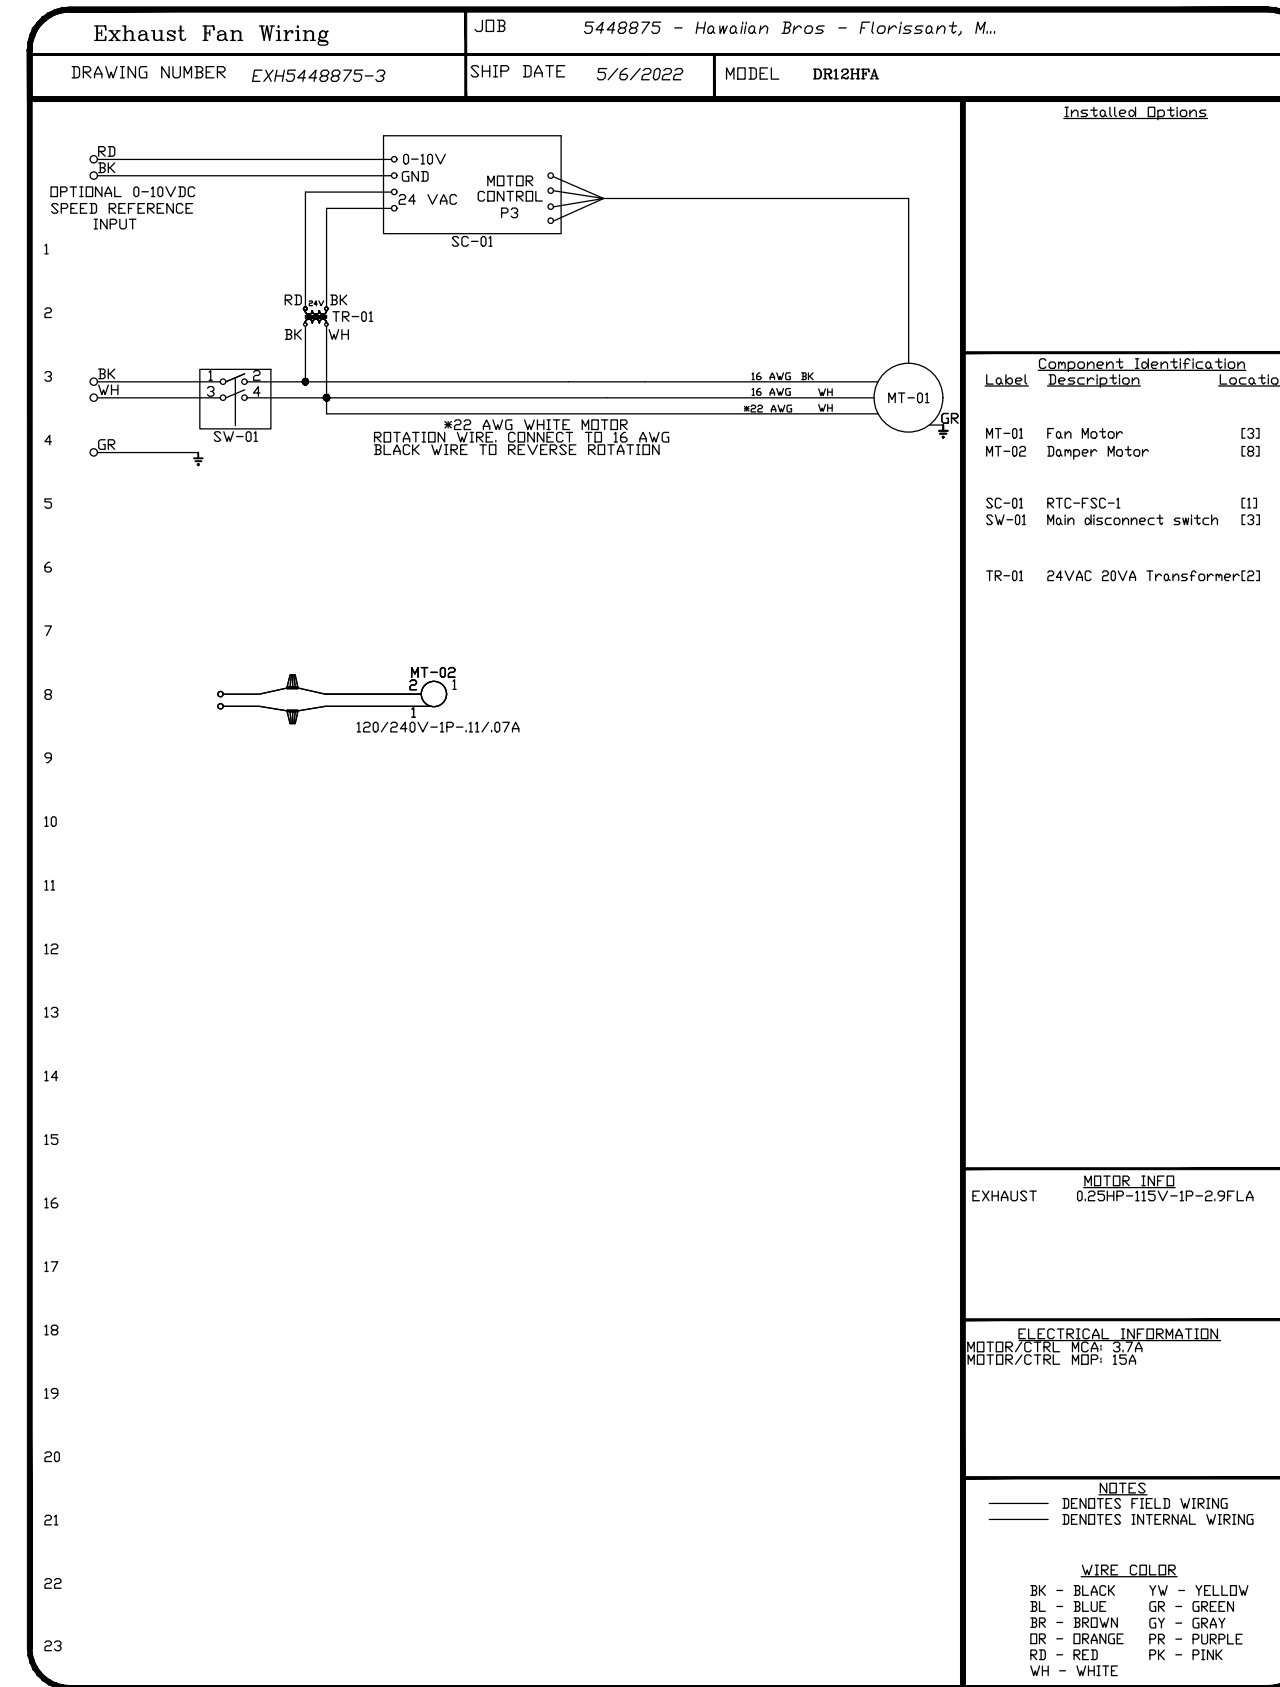 Exhaust Fan Wiring
JOB 5448875 - Hawaiian Bros - Florissant, M...
DRAWING NUMBER EXH5448875-3
SHIP DATE 5/6/2022
MODEL DR12HFA
RD
BK
OPTIONAL 0-10VDC
SPEED REFERENCE
INPUT
0-10V
GND
24 VAC
MOTOR
CONTROL
P3
SC-01
1
2
RD 24V BK
TR-01
BK WH
3
BK
WH
1 2
3 4
SW-01
16 AWG BK
16 AWG WH
*22 AWG WH
MT-01
GR
*22 AWG WHITE MOTOR
ROTATION WIRE. CONNECT TO 16 AWG
BLACK WIRE TO REVERSE ROTATION
4
GR
5
6
7
8
MT-02
2 1
1
120/240V-1P-.11/.07A
9
10
11
12
13
14
15
16
17
18
19
20
21
22
23
Installed Options
Component Identification
Label Description Locatio
MT-01 Fan Motor [3]
MT-02 Damper Motor [8]
SC-01 RTC-FSC-1 [1]
SW-01 Main disconnect switch [3]
TR-01 24VAC 20VA Transformer[2]
MOTOR INFO
EXHAUST 0.25HP-115V-1P-2.9FLA
ELECTRICAL INFORMATION
MOTOR/CTRL MCA: 3.7A
MOTOR/CTRL MOP: 15A
NOTES
DENOTES FIELD WIRING
DENOTES INTERNAL WIRING
WIRE COLOR
BK - BLACK YW - YELLOW
BL - BLUE GR - GREEN
BR - BROWN GY - GRAY
OR - ORANGE PR - PURPLE
RD - RED PK - PINK
WH - WHITE